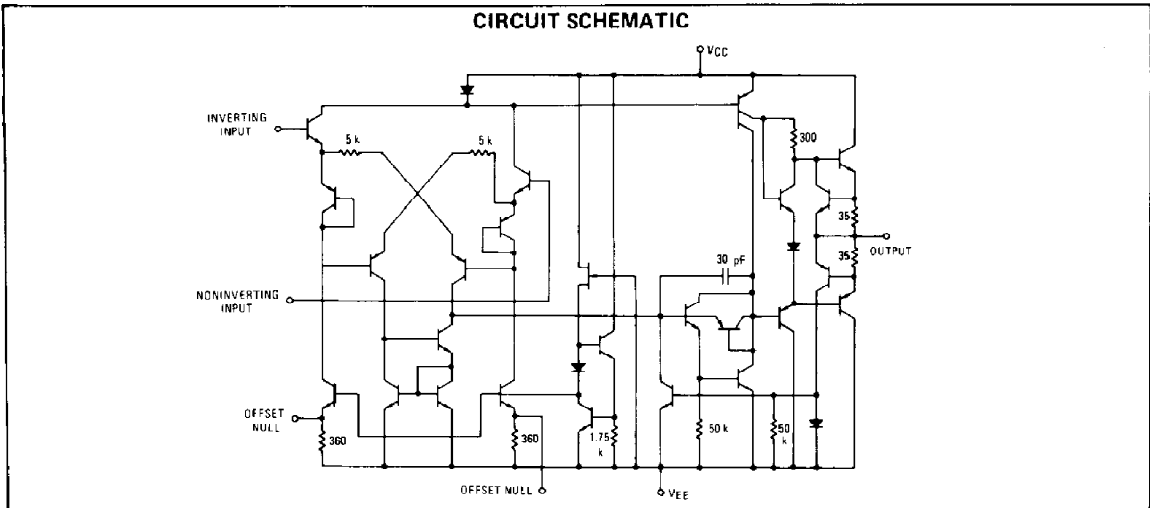 CIRCUIT SCHEMATIC
VCC
INVERTING
INPUT
5 k
5 k
300
35
OUTPUT
35
30 pF
NONINVERTING
INPUT
OFFSET
NULL
360
360
1.75
k
50 k
50
k
OFFSET NULL
VEE